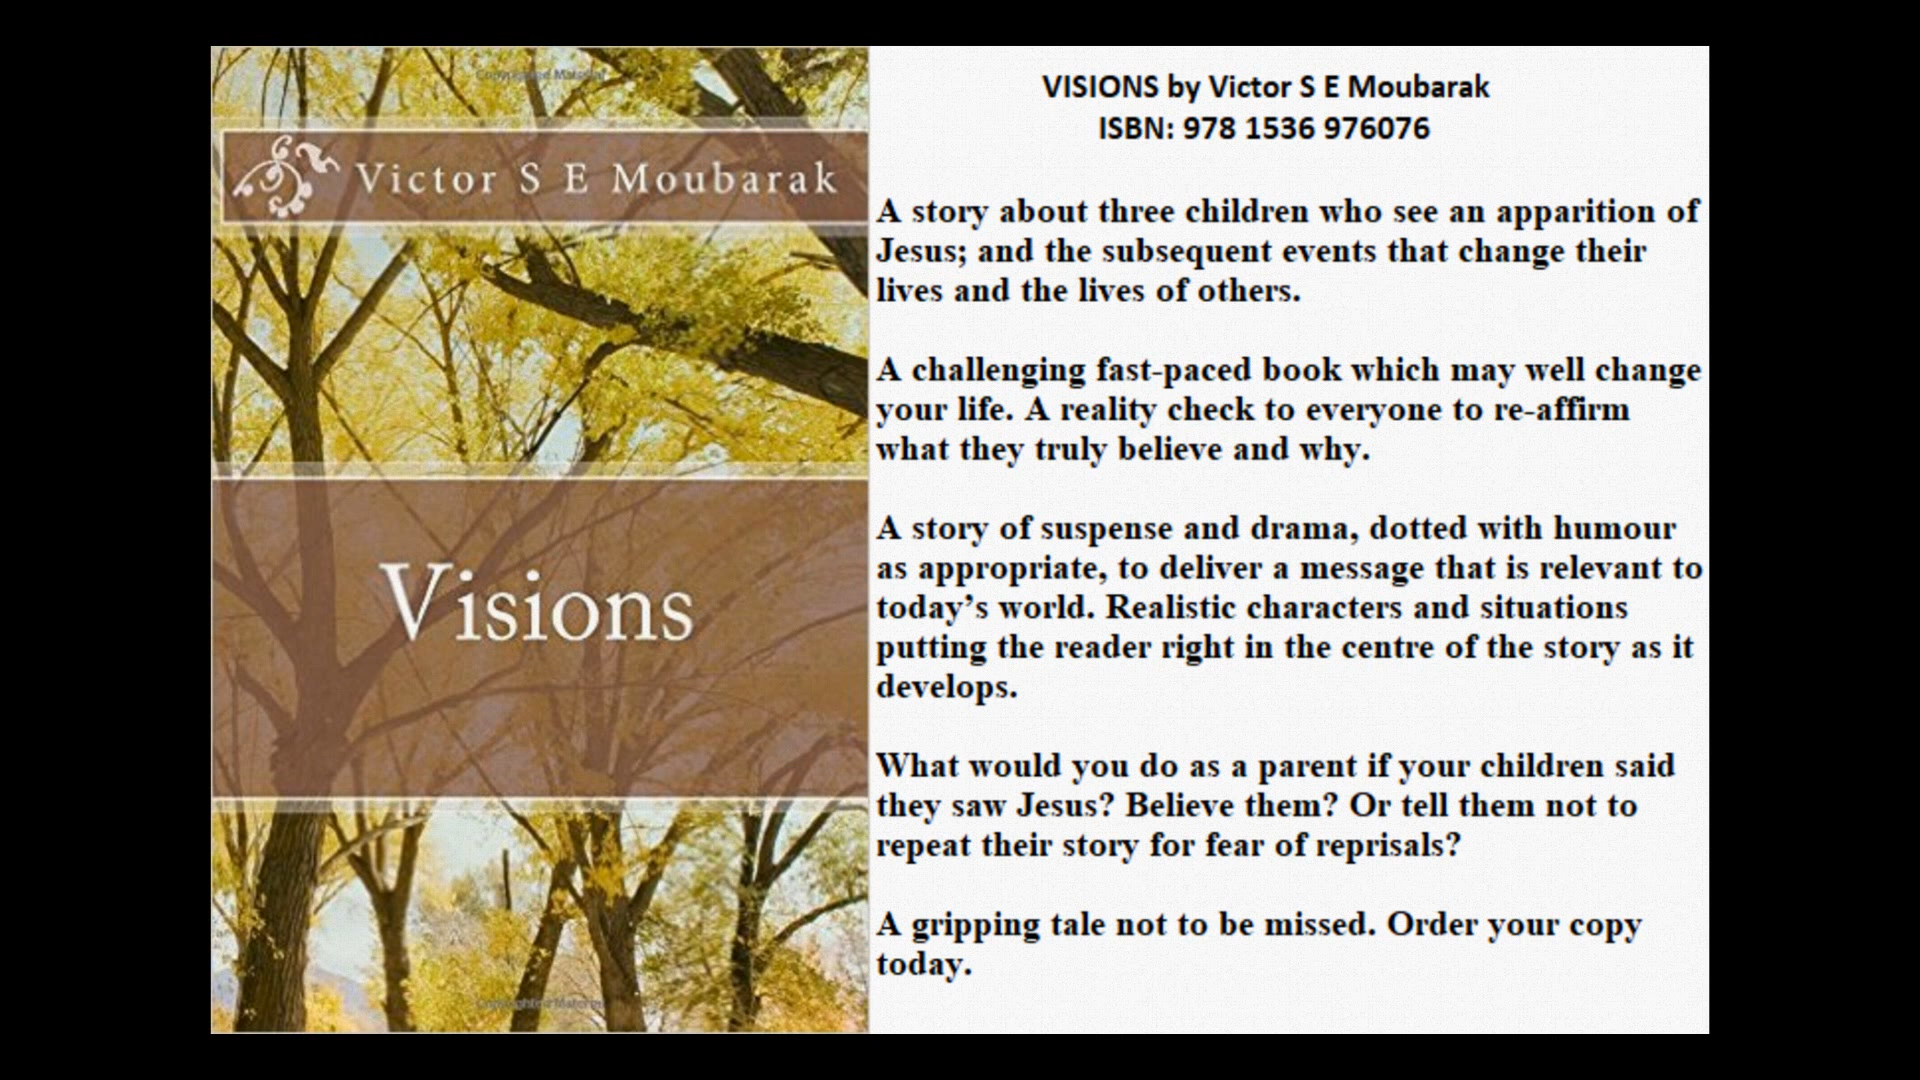 Copyrighted Material
Victor S E Moubarak
Visions
Copyrighted Material
VISIONS by Victor S E Moubarak
ISBN: 978 1536 976076
A story about three children who see an apparition of
Jesus; and the subsequent events that change their
lives and the lives of others.
A challenging fast-paced book which may well change
your life. A reality check to everyone to re-affirm
what they truly believe and why.
A story of suspense and drama, dotted with humour
as appropriate, to deliver a message that is relevant to
today’s world. Realistic characters and situations
putting the reader right in the centre of the story as it
develops.
What would you do as a parent if your children said
they saw Jesus? Believe them? Or tell them not to
repeat their story for fear of reprisals?
A gripping tale not to be missed. Order your copy
today.